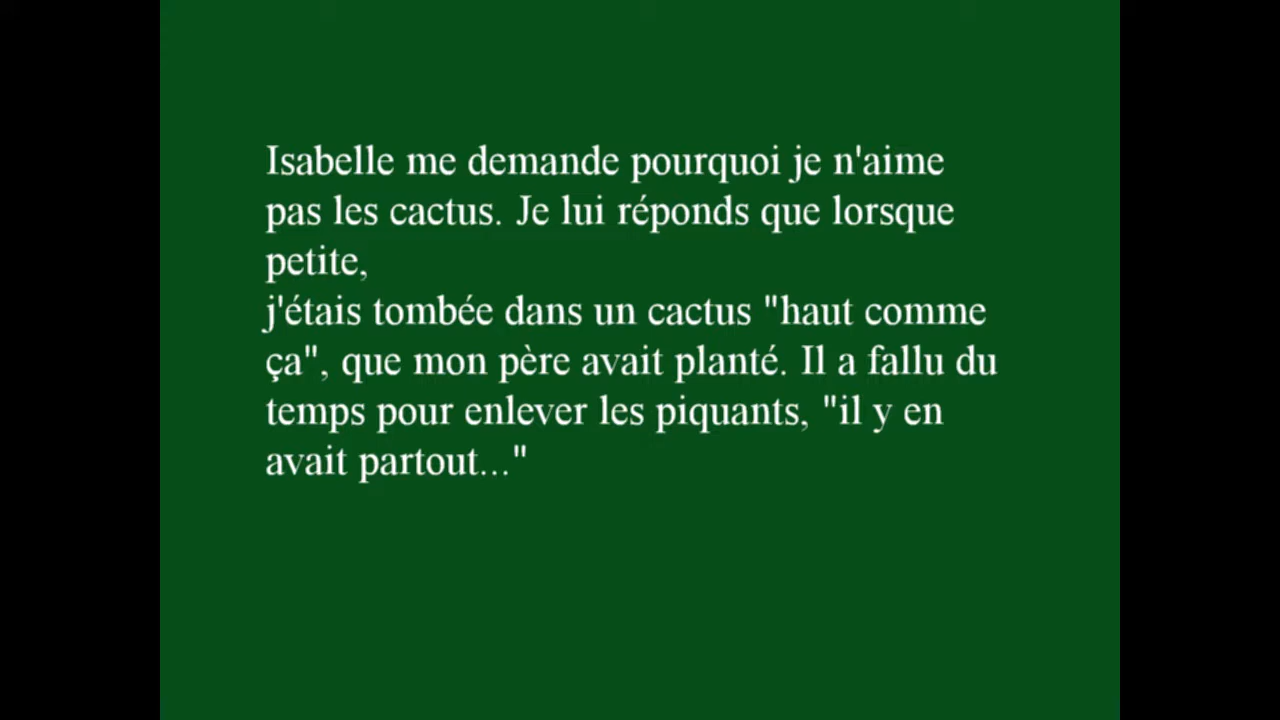 Isabelle me demande pourquoi je n'aime
pas les cactus. Je lui réponds que lorsque
petite,
j'étais tombée dans un cactus "haut comme
ça", que mon père avait planté. Il a fallu du
temps pour enlever les piquants, "il y en
avait partout..."